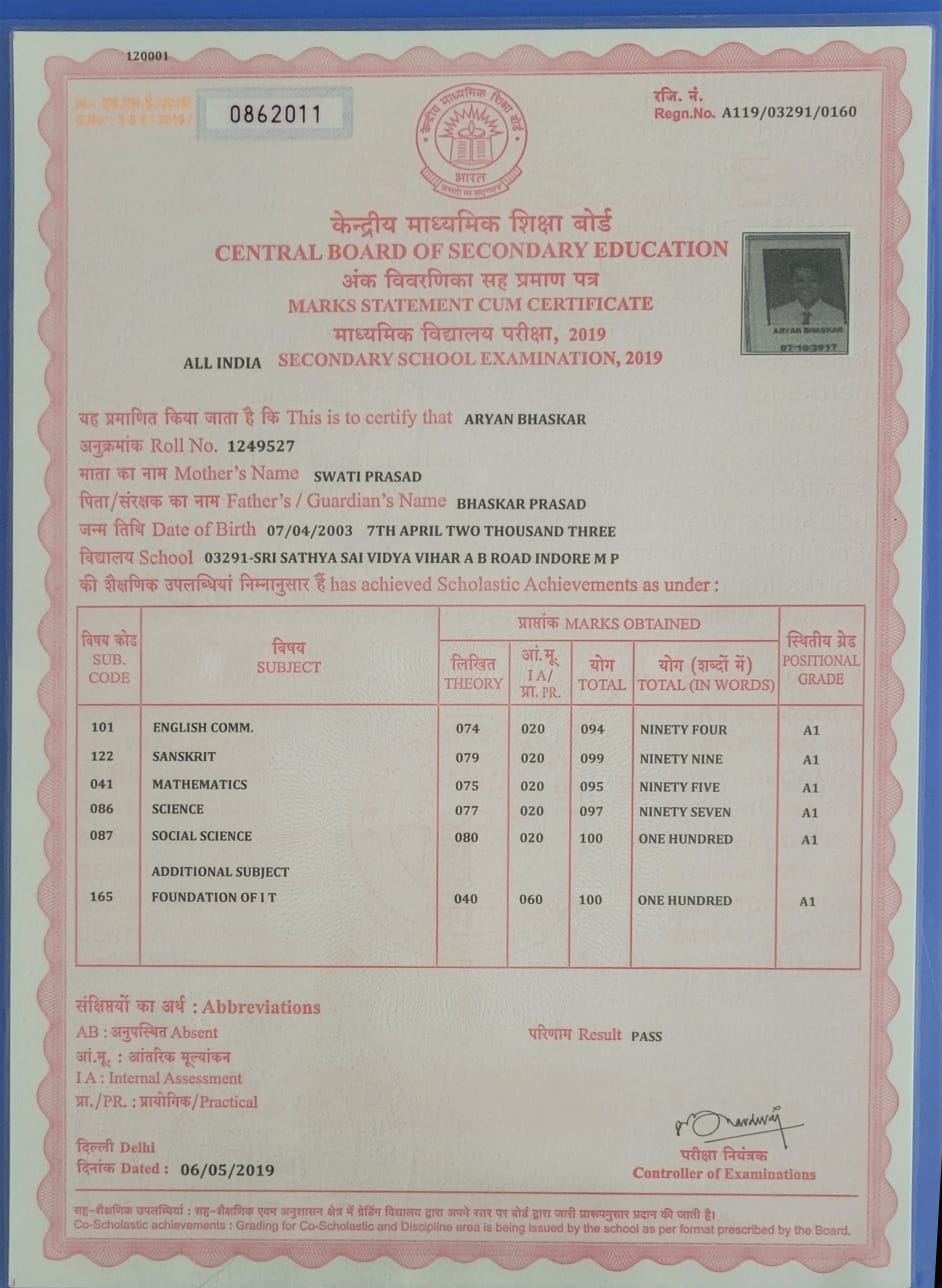 120001
0862011
रजि. नं.
Regn.No. A119/03291/0160
केन्द्रीय माध्यमिक शिक्षा बोर्ड
भारत
केन्द्रीय माध्यमिक शिक्षा बोर्ड
CENTRAL BOARD OF SECONDARY EDUCATION
अंक विवरणिका सह प्रमाण पत्र
MARKS STATEMENT CUM CERTIFICATE
माध्यमिक विद्यालय परीक्षा, 2019
ALL INDIA SECONDARY SCHOOL EXAMINATION, 2019
ARYAN BHASKAR
07/10/2017
यह प्रमाणित किया जाता है कि This is to certify that ARYAN BHASKAR
अनुक्रमांक Roll No. 1249527
माता का नाम Mother's Name SWATI PRASAD
पिता/संरक्षक का नाम Father's / Guardian's Name BHASKAR PRASAD
जन्म तिथि Date of Birth 07/04/2003 7TH APRIL TWO THOUSAND THREE
विद्यालय School 03291-SRI SATHYA SAI VIDYA VIHAR A B ROAD INDORE M P
की शैक्षणिक उपलब्धियां निम्नानुसार हैं has achieved Scholastic Achievements as under :
विषय कोड SUB. CODE
विषय SUBJECT
प्राप्तांक MARKS OBTAINED
लिखित THEORY
आं.मू. I A/ प्रा. PR.
योग TOTAL
योग (शब्दों में) TOTAL (IN WORDS)
स्थितीय ग्रेड POSITIONAL GRADE
101 ENGLISH COMM. 074 020 094 NINETY FOUR A1
122 SANSKRIT 079 020 099 NINETY NINE A1
041 MATHEMATICS 075 020 095 NINETY FIVE A1
086 SCIENCE 077 020 097 NINETY SEVEN A1
087 SOCIAL SCIENCE 080 020 100 ONE HUNDRED A1
ADDITIONAL SUBJECT
165 FOUNDATION OF I T 040 060 100 ONE HUNDRED A1
संक्षिप्तयों का अर्थ : Abbreviations
AB : अनुपस्थित Absent
परिणाम Result PASS
आं.मू. : आंतरिक मूल्यांकन
I A : Internal Assessment
प्रा./PR. : प्रायोगिक/Practical
दिल्ली Delhi
दिनांक Dated : 06/05/2019
परीक्षा नियंत्रक
Controller of Examinations
सह-शैक्षणिक उपलब्धियां : सह-शैक्षणिक एवम अनुशासन क्षेत्र में ग्रेडिंग विद्यालय द्वारा अपने स्तर पर बोर्ड द्वारा जारी प्रारूपनुसार प्रदान की जाती है।
Co-Scholastic achievements : Grading for Co-Scholastic and Discipline area is being issued by the school as per format prescribed by the Board.